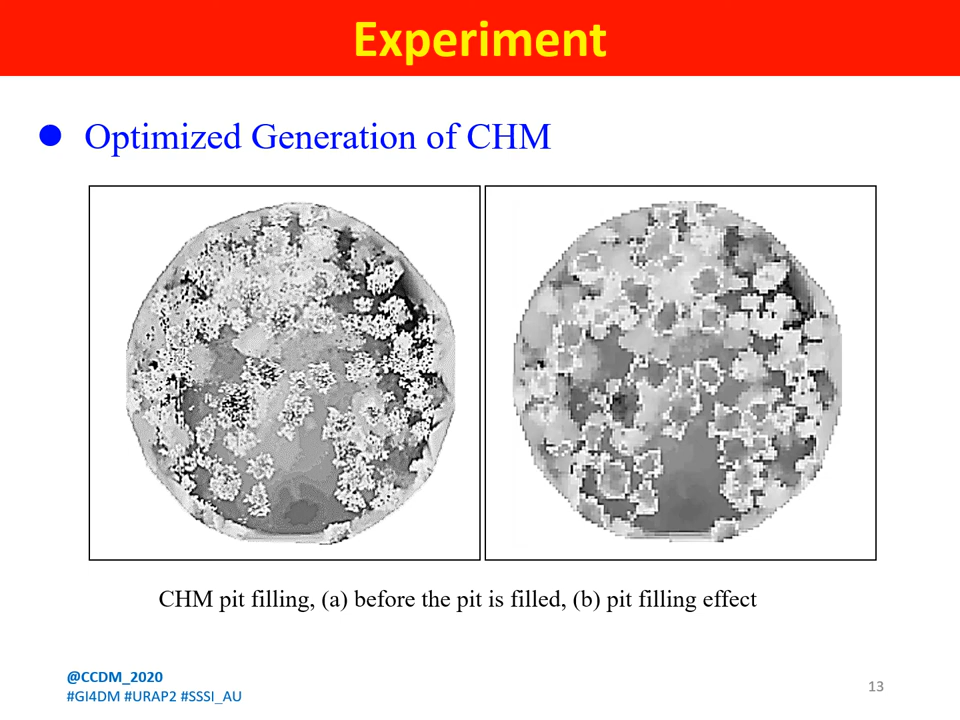 Experiment
Optimized Generation of CHM
CHM pit filling, (a) before the pit is filled, (b) pit filling effect
@CCDM_2020
#GI4DM #URAP2 #SSSI_AU
13